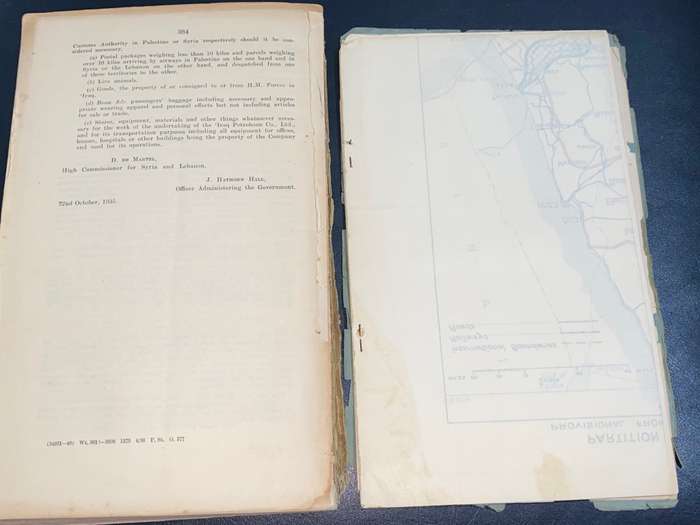 384
Customs Authority in Palestine or Syria respectively should it be con-
sidered necessary.
(a) Postal packages weighing less than 10 kilos and parcels weighing
over 10 kilos arriving by airways in Palestine on the one hand and in
Syria or the Lebanon on the other hand, and despatched from one
of these territories to the other.
(b) Live animals.
(c) Goods, the property of or consigned to or from H.M. Forces in
'Iraq.
(d) Bona fide passengers' baggage including necessary and appro-
priate wearing apparel and personal effects but not including articles
for sale or trade.
(e) Stores, equipment, materials and other things whatsoever neces-
sary for the work of the undertaking of the 'Iraq Petroleum Co., Ltd.,
and for its transportation purposes including all equipment for offices,
houses, hospitals or other buildings being the property of the Company
and used for its operations.
D. de Martel,
High Commissioner for Syria and Lebanon.
J. Hathorn Hall,
Officer Administering the Government.
22nd October, 1935.
Roads
Railways
International Boundaries
PROVISIONAL FRON
PARTITION